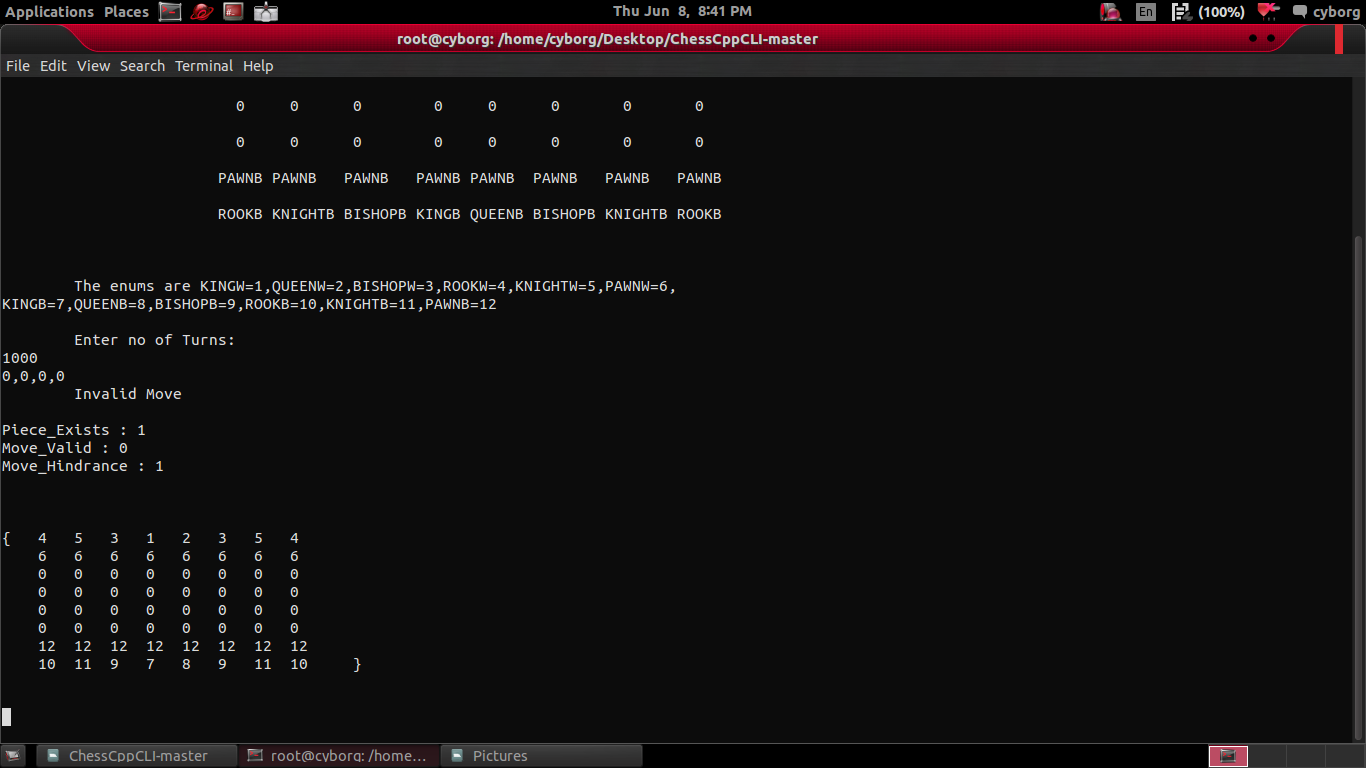 Applications Places Thu Jun 8, 8:41 PM En (100%) cyborg
root@cyborg: /home/cyborg/Desktop/ChessCppCLI-master
File Edit View Search Terminal Help
0 0 0 0 0 0 0 0
0 0 0 0 0 0 0 0
PAWNB PAWNB PAWNB PAWNB PAWNB PAWNB PAWNB PAWNB
ROOKB KNIGHTB BISHOPB KINGB QUEENB BISHOPB KNIGHTB ROOKB
The enums are KINGW=1,QUEENW=2,BISHOPW=3,ROOKW=4,KNIGHTW=5,PAWNW=6,
KINGB=7,QUEENB=8,BISHOPB=9,ROOKB=10,KNIGHTB=11,PAWNB=12
Enter no of Turns:
1000
0,0,0,0
Invalid Move
Piece_Exists : 1
Move_Valid : 0
Move_Hindrance : 1
{ 4 5 3 1 2 3 5 4
6 6 6 6 6 6 6 6
0 0 0 0 0 0 0 0
0 0 0 0 0 0 0 0
0 0 0 0 0 0 0 0
0 0 0 0 0 0 0 0
12 12 12 12 12 12 12 12
10 11 9 7 8 9 11 10 }
ChessCppCLI-master root@cyborg: /home... Pictures